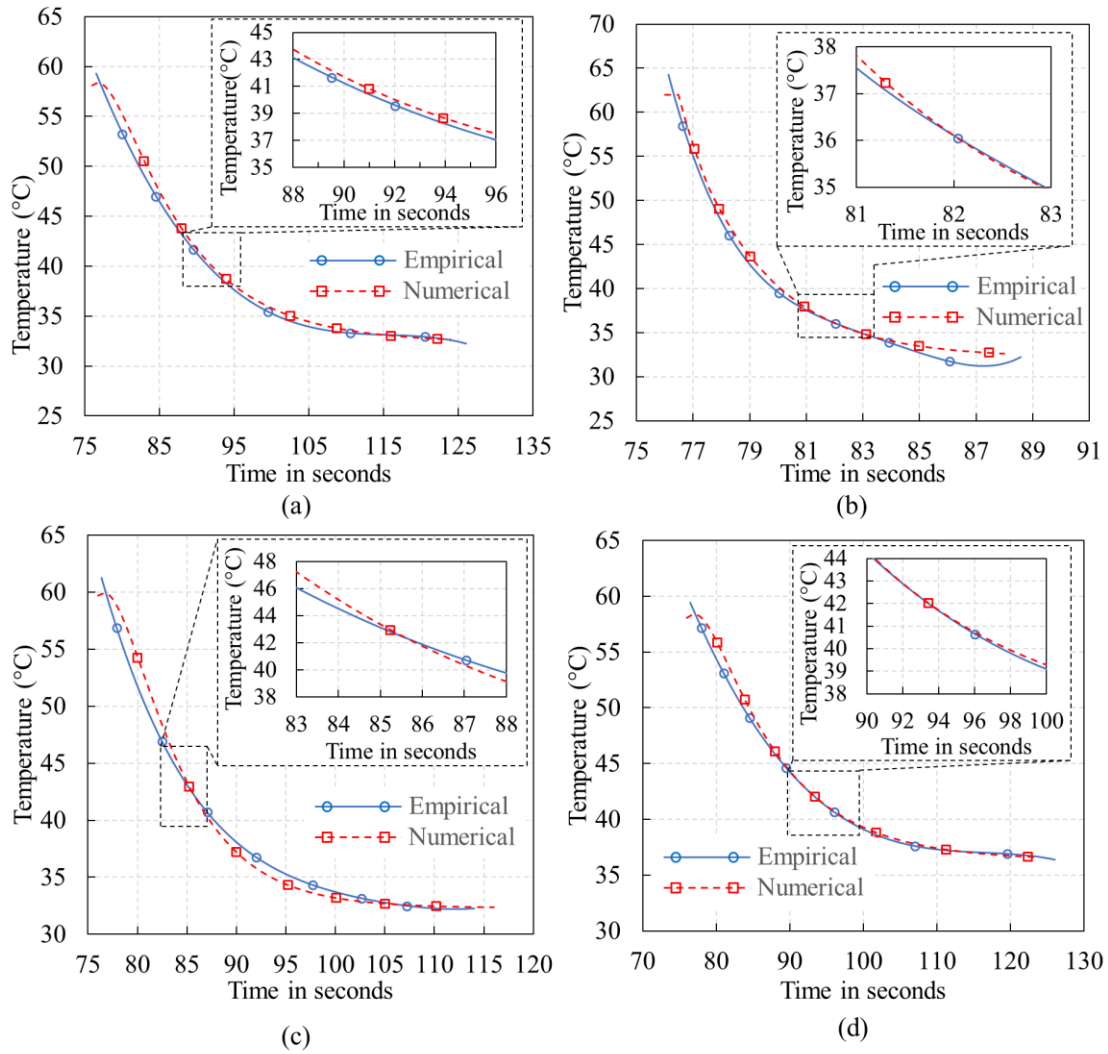 65
60
55
50
45
40
35
30
25
75 85 95 105 115 125 135
Temperature (°C)
Time in seconds
45
43
41
39
37
35
88 90 92 94 96
Temperature(°C)
Time in seconds
Empirical
Numerical
(a)
70
65
60
55
50
45
40
35
30
25
75 77 79 81 83 85 87 89 91
Temperature (°C)
Time in seconds
38
37
36
35
81 82 83
Temperature (°C)
Time in seconds
Empirical
Numerical
(b)
65
60
55
50
45
40
35
30
75 80 85 90 95 100 105 110 115 120
Temperature (°C)
Time in seconds
48
46
44
42
40
38
83 84 85 86 87 88
Temperature (°C)
Time in seconds
Empirical
Numerical
(c)
65
60
55
50
45
40
35
30
70 80 90 100 110 120 130
Temperature (°C)
Time in seconds
44
43
42
41
40
39
38
90 92 94 96 98 100
Temperature (°C)
Time in seconds
Empirical
Numerical
(d)